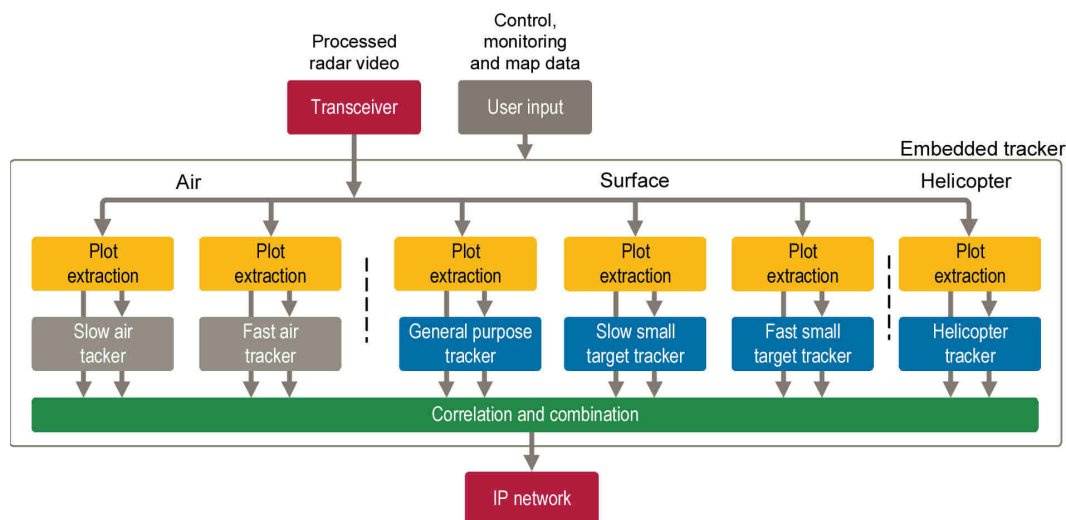 Control,
monitoring
and map data
Processed
radar video
Transceiver
User input
Embedded tracker
Air
Surface
Helicopter
Plot
extraction
Plot
extraction
Plot
extraction
Plot
extraction
Plot
extraction
Plot
extraction
Slow air
tacker
Fast air
tracker
General purpose
tracker
Slow small
target tracker
Fast small
target tracker
Helicopter
tracker
Correlation and combination
IP network